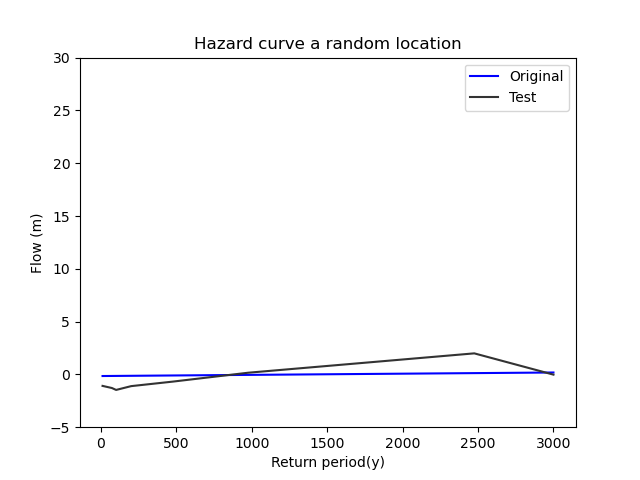 Hazard curve a random location
Original
Test
30
25
20
15
10
5
0
−5
Flow (m)
0 500 1000 1500 2000 2500 3000
Return period(y)